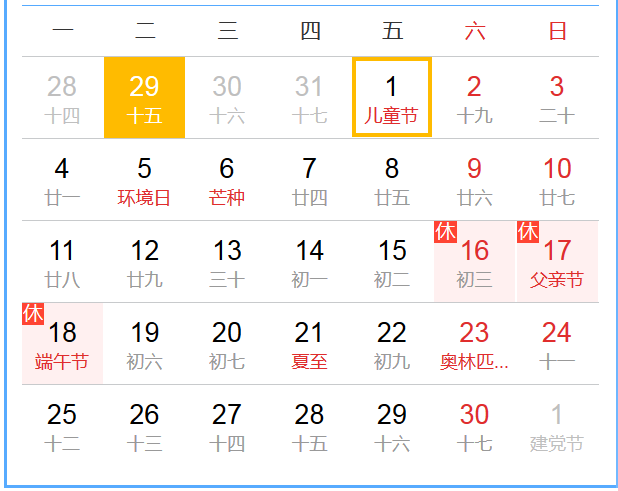 一 二 三 四 五 六 日
28 29 30 31 1 2 3
十四 十五 十六 十七 儿童节 十九 二十
4 5 6 7 8 9 10
廿一 环境日 芒种 廿四 廿五 廿六 廿七
休 休
11 12 13 14 15 16 17
廿八 廿九 三十 初一 初二 初三 父亲节
休
18 19 20 21 22 23 24
端午节 初六 初七 夏至 初九 奥林匹... 十一
25 26 27 28 29 30 1
十二 十三 十四 十五 十六 十七 建党节